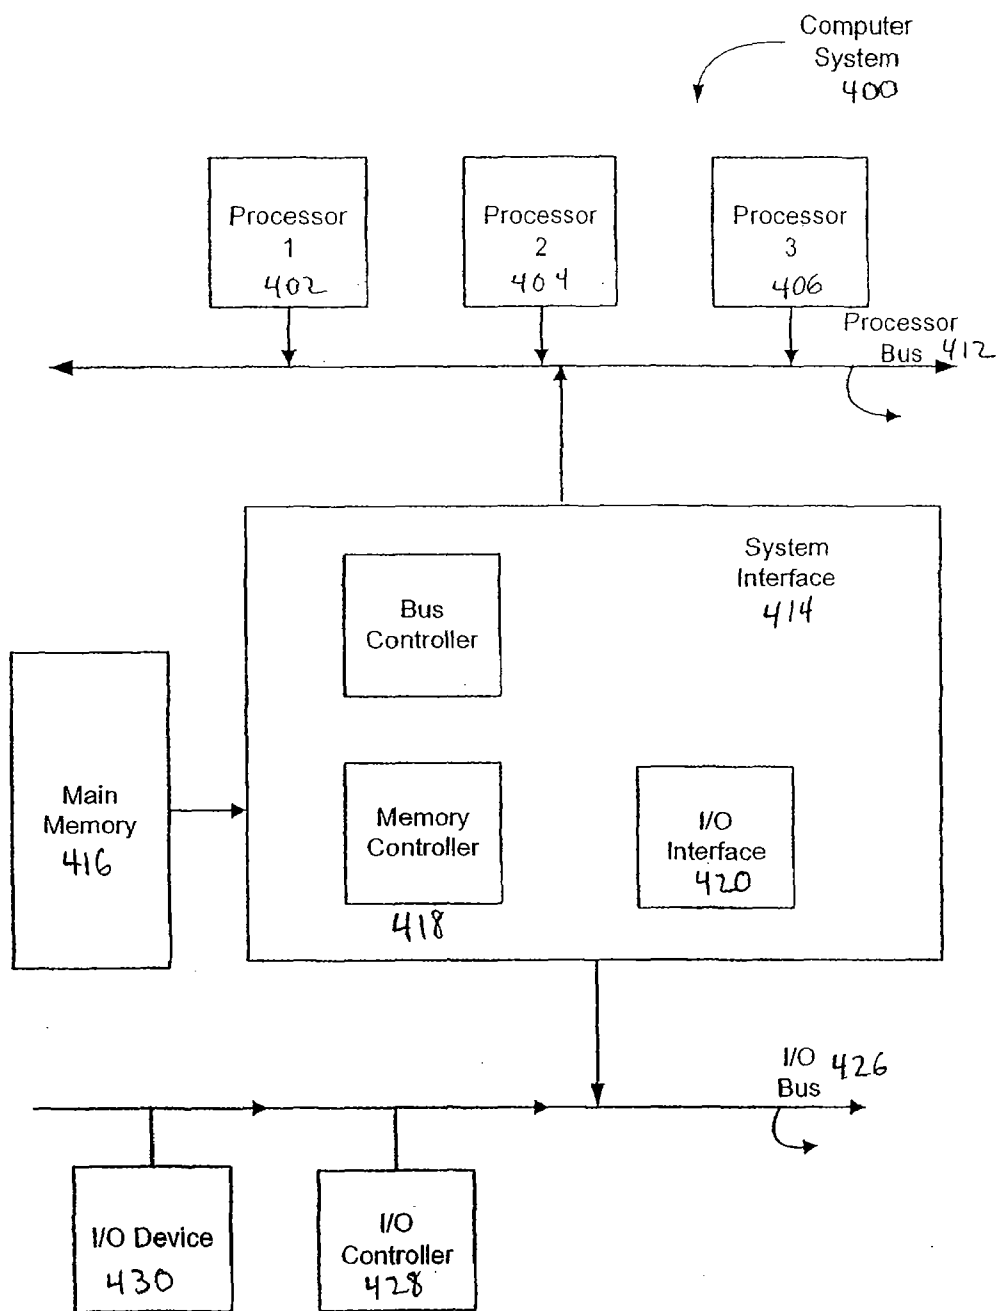 Computer
System
400
Processor
1
402
Processor
2
404
Processor
3
406
Processor
Bus 412
System
Interface
414
Bus
Controller
Main
Memory
416
Memory
Controller
418
I/O
Interface
420
I/O 426
Bus
I/O Device
430
I/O
Controller
428